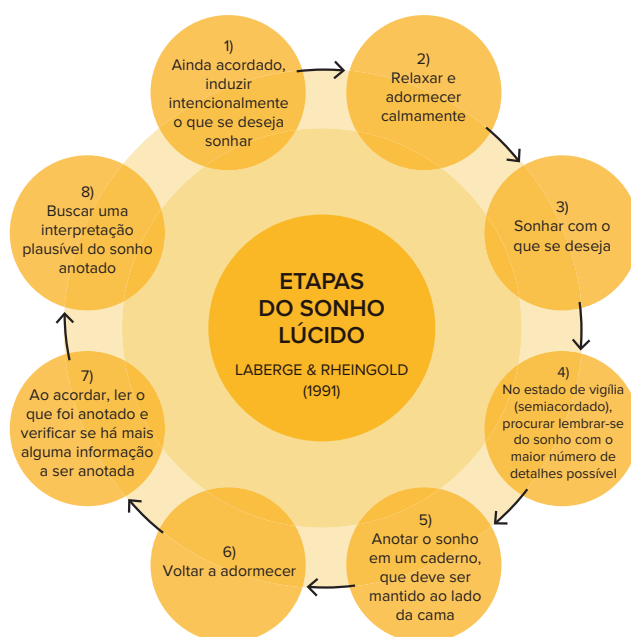 1)
Ainda acordado,
induzir
intencionalmente
o que se deseja
sonhar
2)
Relaxar e
adormecer
calmamente
3)
Sonhar com o
que se deseja
4)
No estado de vigília
(semiacordado),
procurar lembrar-se
do sonho com o
maior número de
detalhes possível
5)
Anotar o sonho
em um caderno,
que deve ser
mantido ao lado
da cama
6)
Voltar a adormecer
7)
Ao acordar, ler o
que foi anotado e
verificar se há mais
alguma informação
a ser anotada
8)
Buscar uma
interpretação
plausível do sonho
anotado
ETAPAS
DO SONHO
LÚCIDO
LABERGE & RHEINGOLD
(1991)